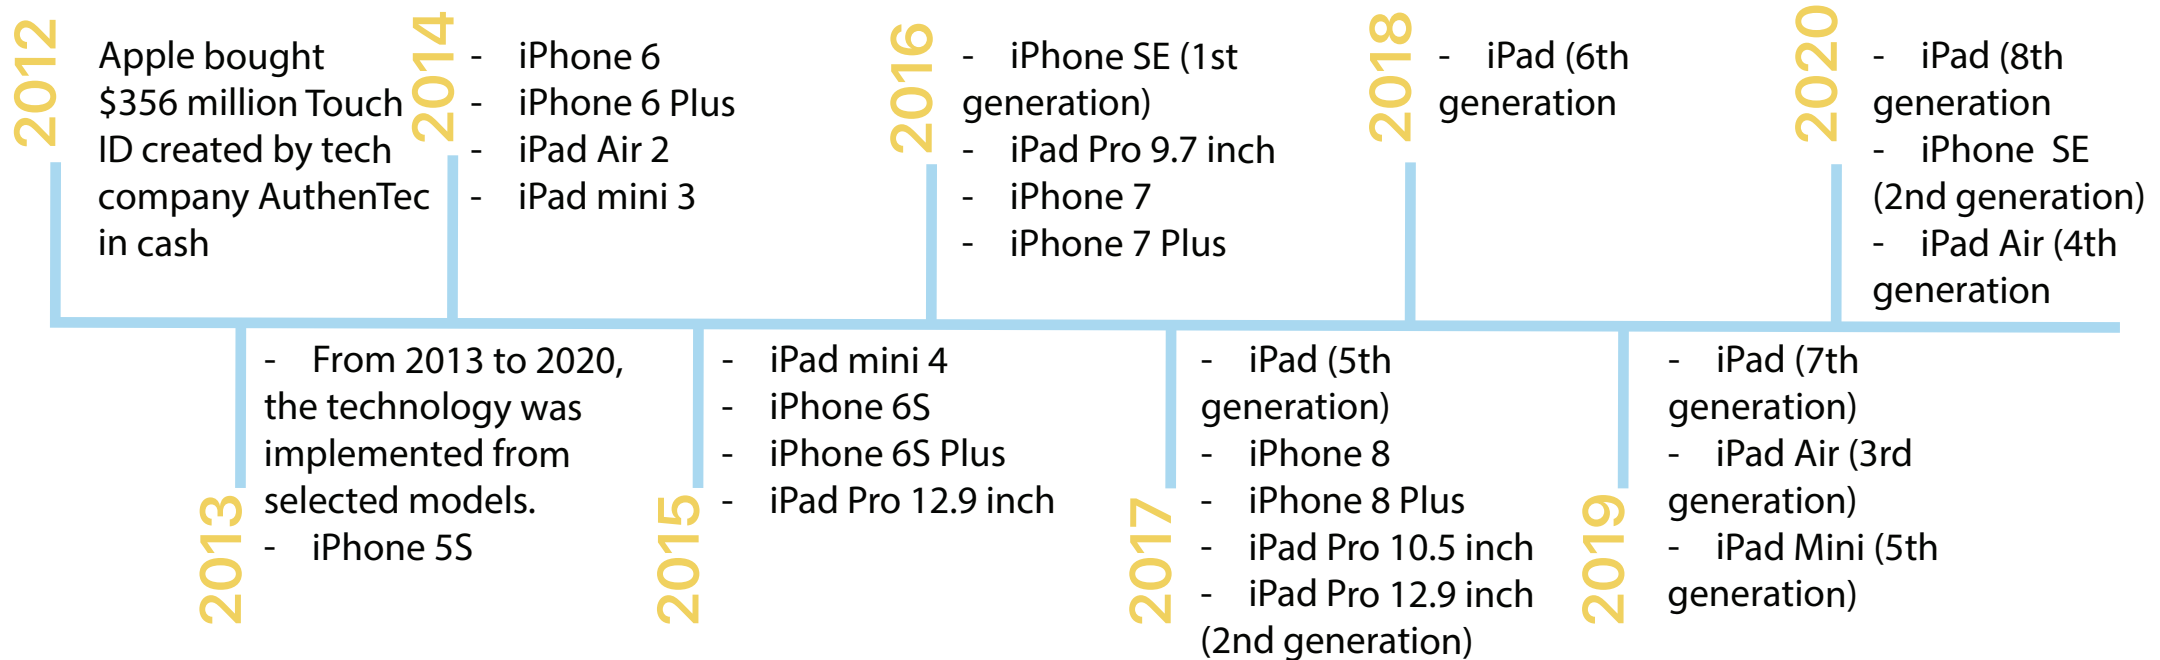 2012
Apple bought
$356 million Touch
ID created by tech
company AuthenTec
in cash
2013
- From 2013 to 2020,
the technology was
implemented from
selected models.
- iPhone 5S
2014
- iPhone 6
- iPhone 6 Plus
- iPad Air 2
- iPad mini 3
2015
- iPad mini 4
- iPhone 6S
- iPhone 6S Plus
- iPad Pro 12.9 inch
2016
- iPhone SE (1st
generation)
- iPad Pro 9.7 inch
- iPhone 7
- iPhone 7 Plus
2017
- iPad (5th
generation)
- iPhone 8
- iPhone 8 Plus
- iPad Pro 10.5 inch
- iPad Pro 12.9 inch
(2nd generation)
2018
- iPad (6th
generation
2019
- iPad (7th
generation)
- iPad Air (3rd
generation)
- iPad Mini (5th
generation)
2020
- iPad (8th
generation
- iPhone SE
(2nd generation)
- iPad Air (4th
generation